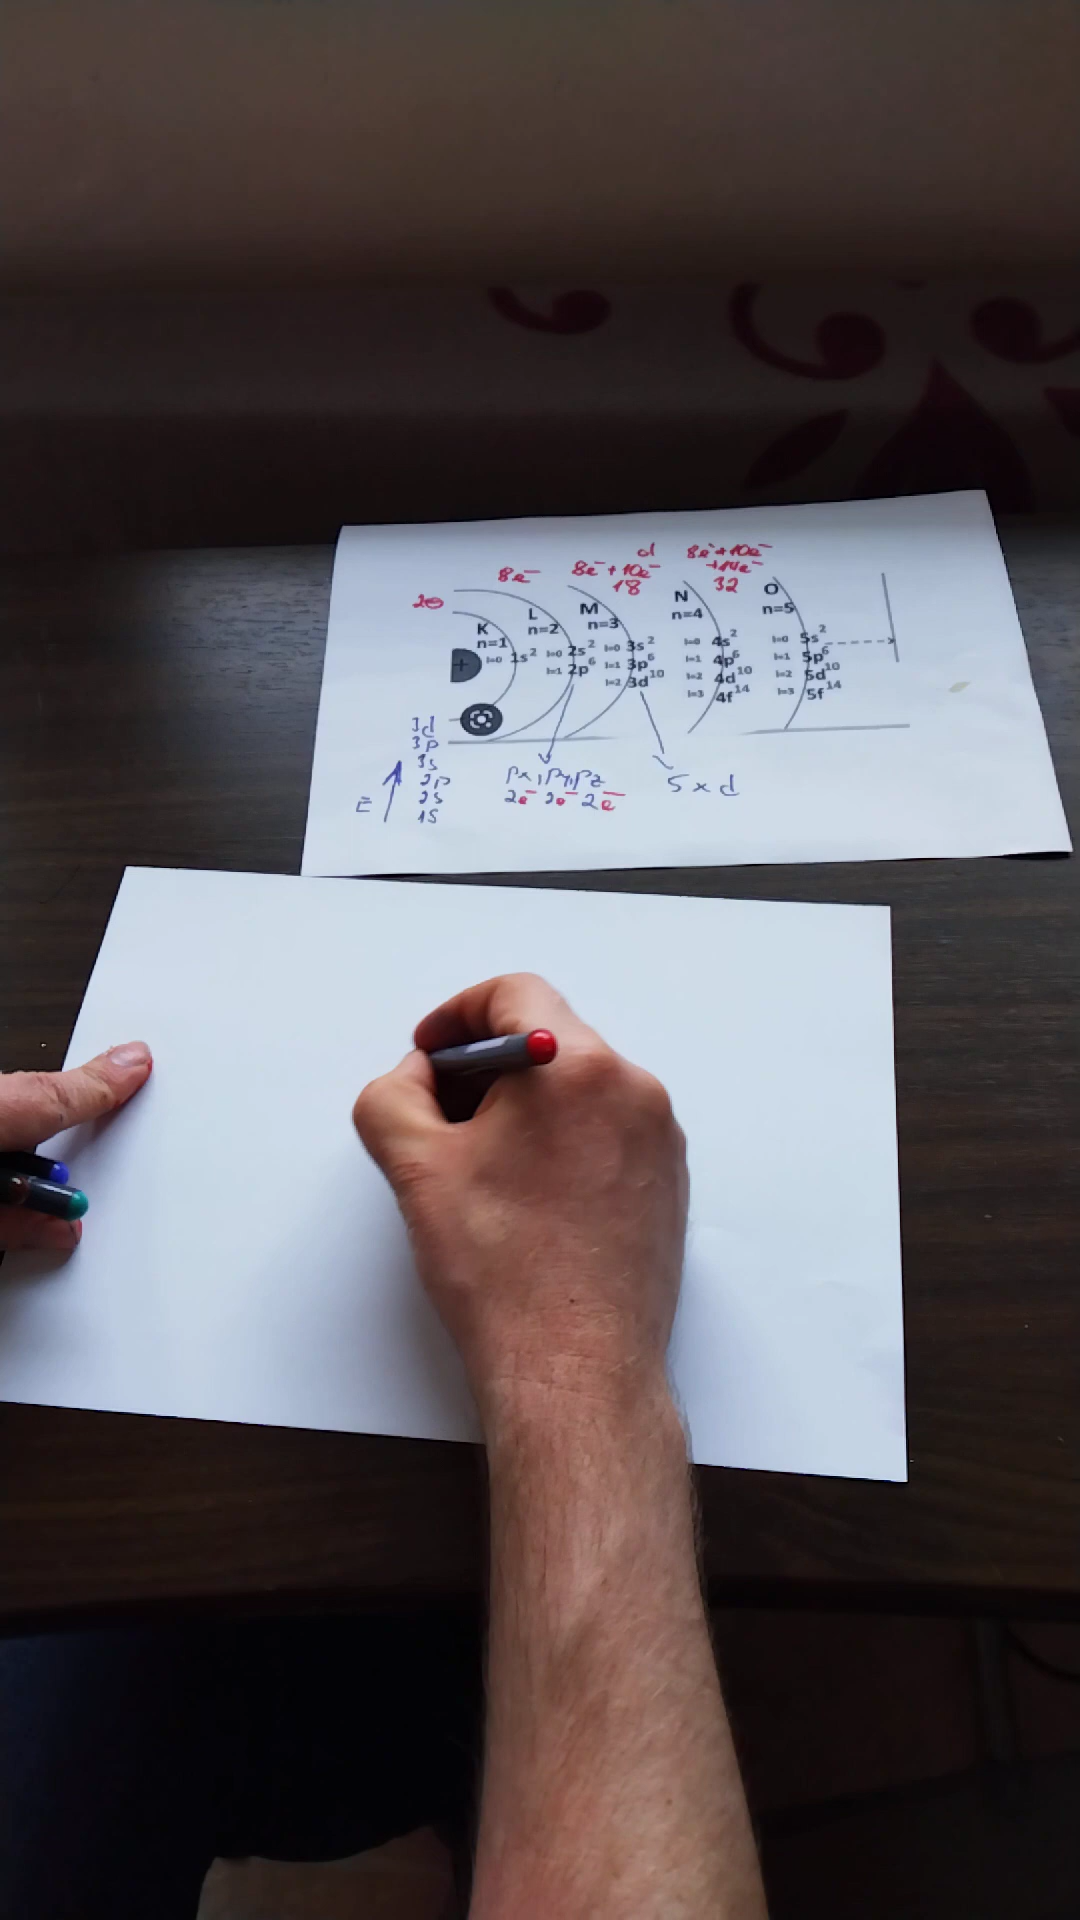 d
8e⁻+10e⁻
+14e⁻
32
8e⁻ 8e⁻+10e⁻
18
2⊖
K
n=1
L
n=2
M
n=3
N
n=4
O
n=5
+
l=0 1s²
l=0 2s²
l=1 2p⁶
l=0 3s²
l=1 3p⁶
l=2 3d¹⁰
l=0 4s²
l=1 4p⁶
l=2 4d¹⁰
l=3 4f¹⁴
l=0 5s²
l=1 5p⁶
l=2 5d¹⁰
l=3 5f¹⁴
3d
3p
3s
2p
2s
1s
E
px, py, pz
2e⁻ 2e⁻ 2e⁻
5 x d